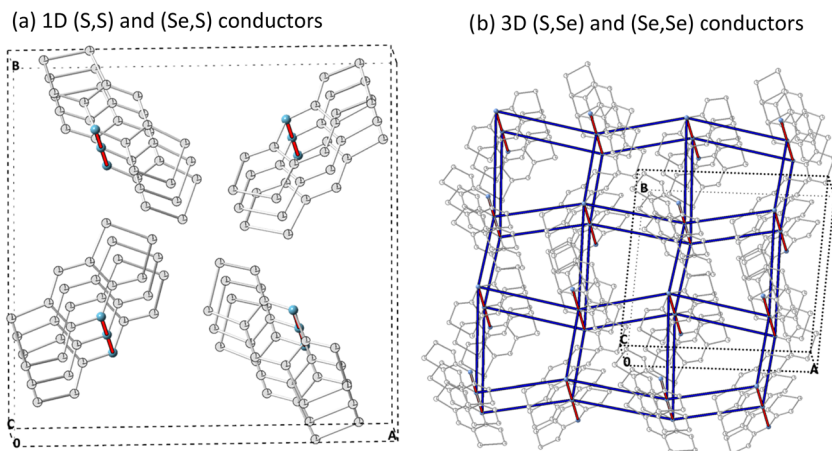 (a) 1D (S,S) and (Se,S) conductors
(b) 3D (S,Se) and (Se,Se) conductors
B
C
0
A
B
C
0
A